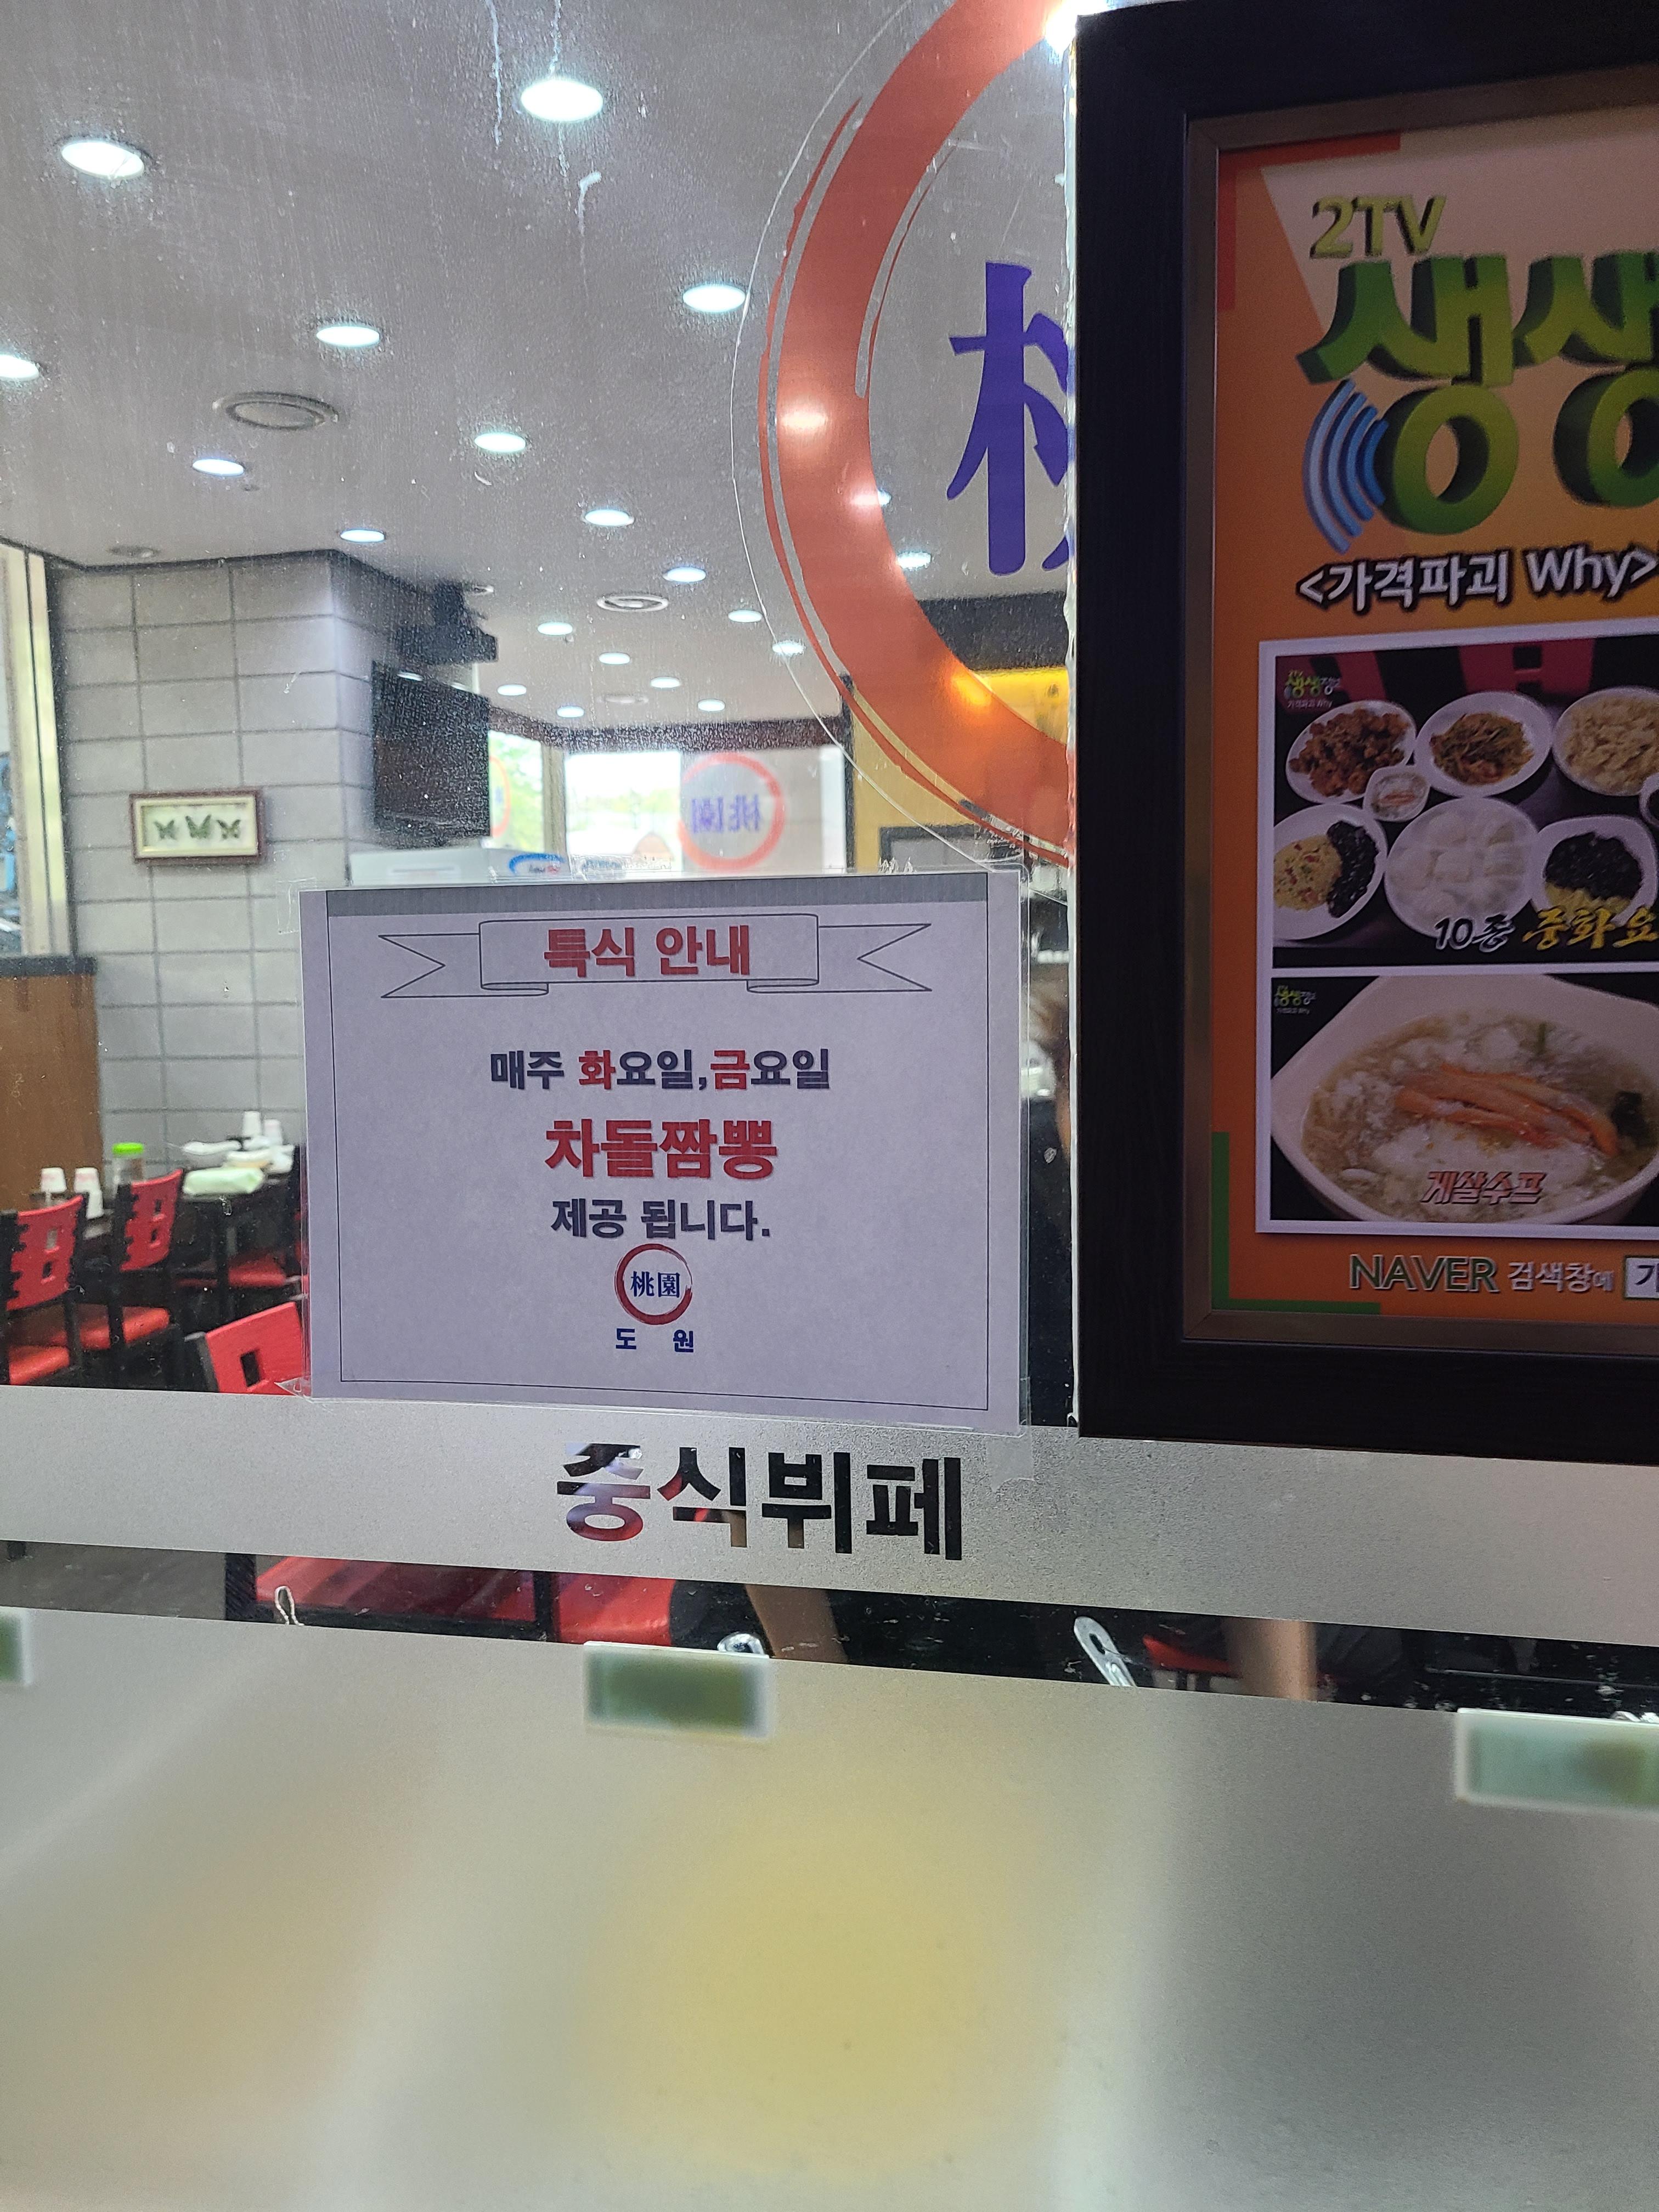 桃園
특식 안내
매주 화요일,금요일
차돌짬뽕
제공 됩니다.
桃園
도 원
중식뷔페
2TV
생생
<가격파괴 Why>
10종 중화요
게살수프
NAVER 검색창에